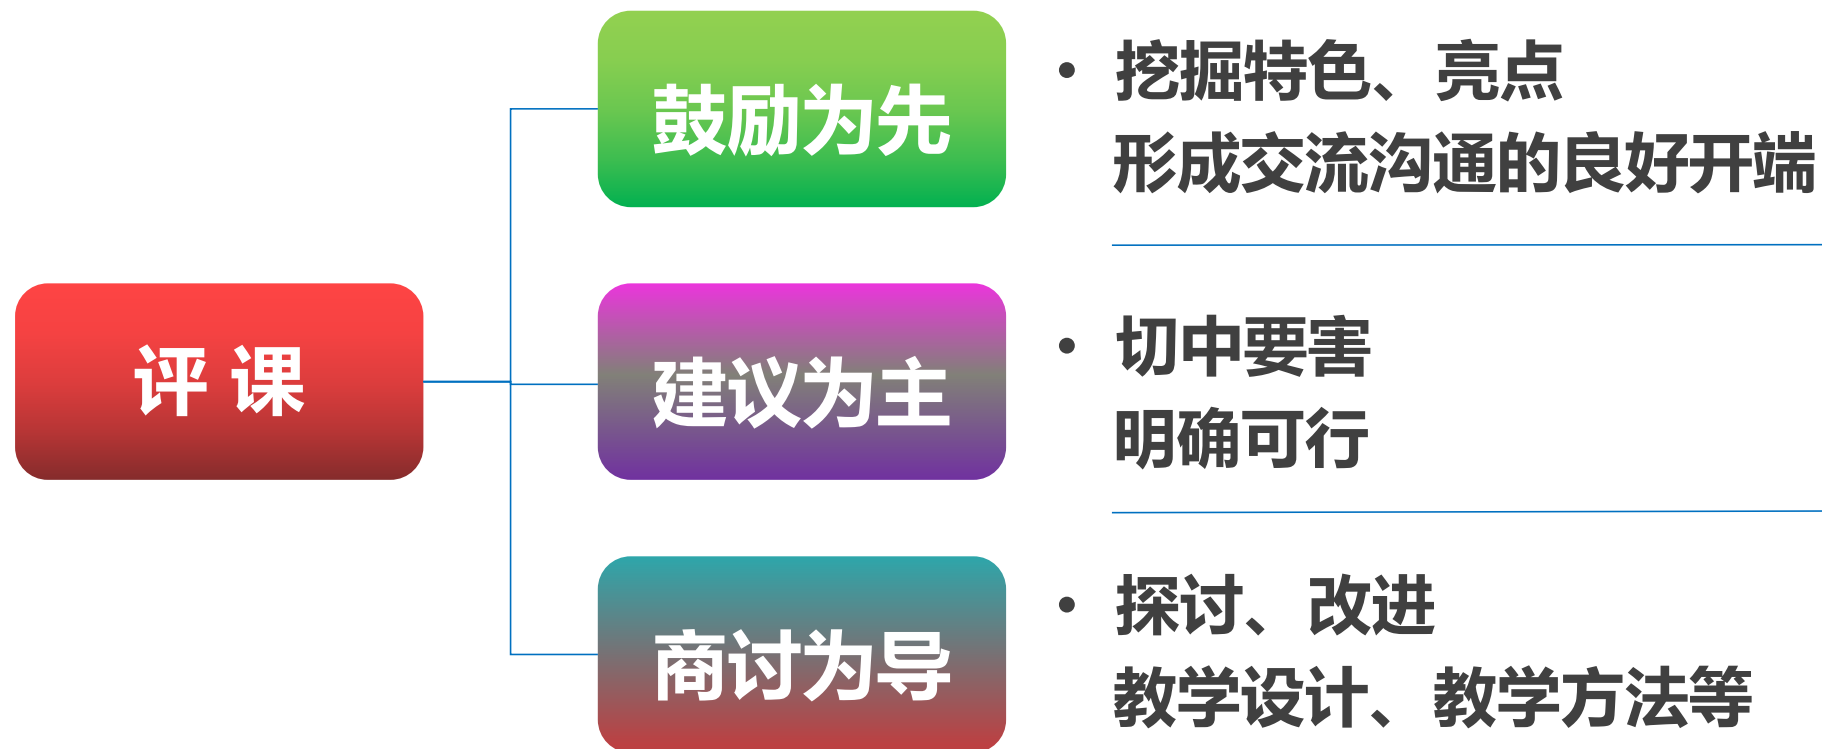 评 课
鼓励为先
• 挖掘特色、亮点
形成交流沟通的良好开端
建议为主
• 切中要害
明确可行
商讨为导
• 探讨、改进
教学设计、教学方法等